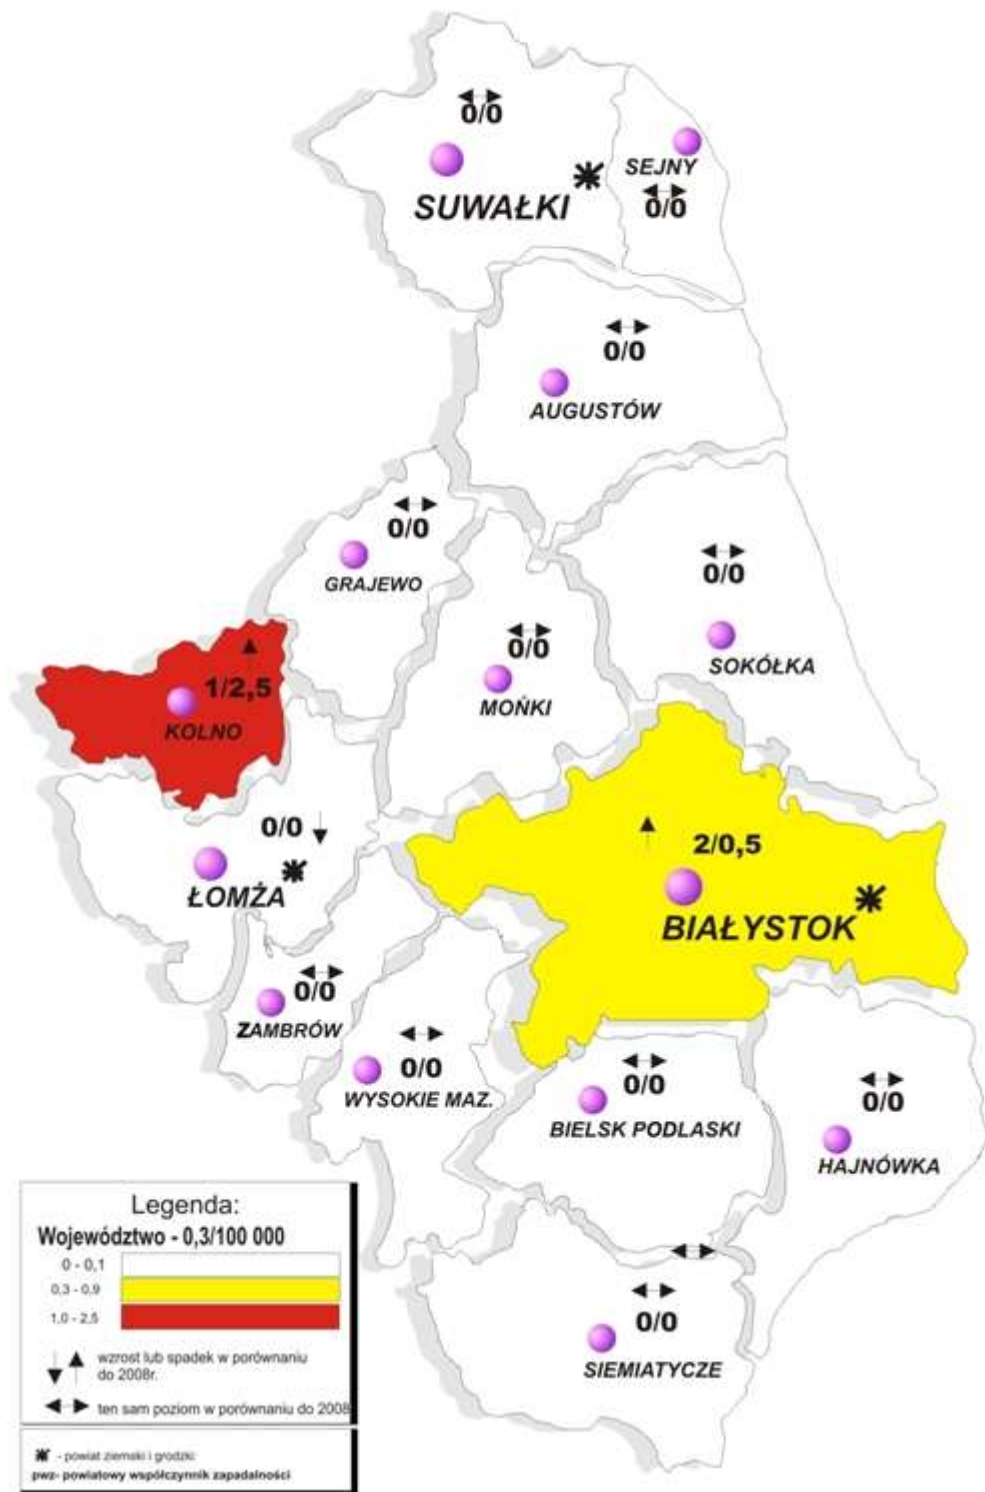 0/0
SEJNY
SUWAŁKI
0/0
0/0
AUGUSTÓW
0/0
GRAJEWO
0/0
SOKÓŁKA
0/0
MOŃKI
1/2,5
KOLNO
0/0
ŁOMŻA
2/0,5
BIAŁYSTOK
0/0
ZAMBRÓW
0/0
WYSOKIE MAZ.
0/0
BIELSK PODLASKI
0/0
HAJNÓWKA
0/0
SIEMIATYCZE
Legenda:
Województwo - 0,3/100 000
0 - 0,1
0,3 - 0,9
1,0 - 2,5
wzrost lub spadek w porównaniu
do 2008r.
ten sam poziom w porównaniu do 2008
- powiat ziemski i grodzki
pwz- powiatowy współczynnik zapadalności